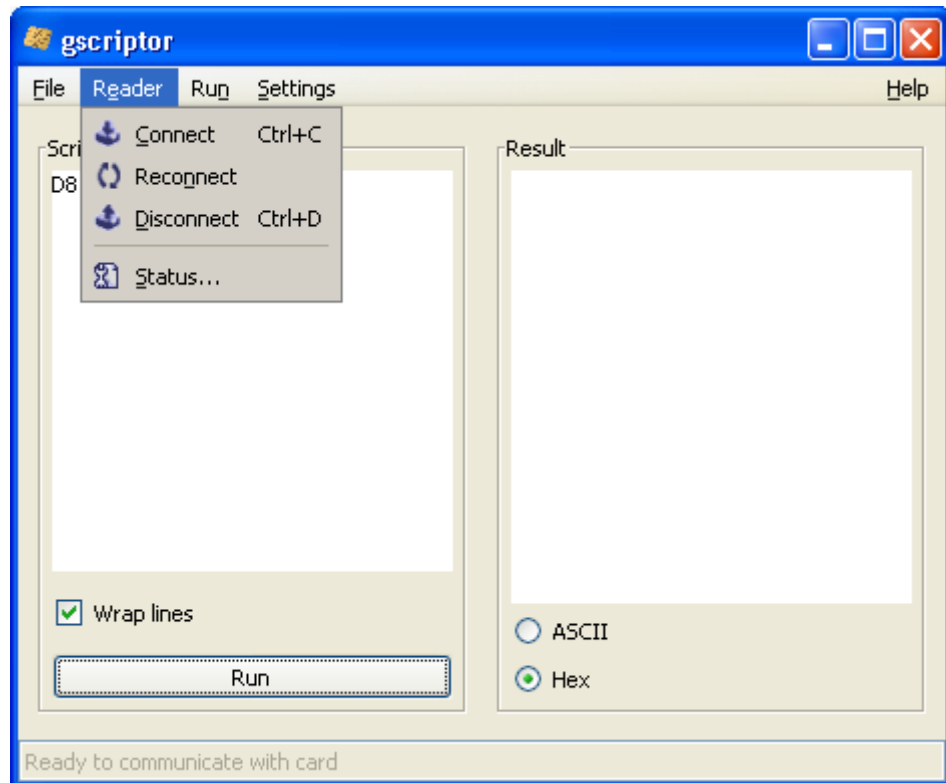 gscriptor
File Reader Run Settings Help
Connect Ctrl+C
Reconnect
Disconnect Ctrl+D
Status...
Scri
D8
Wrap lines
Run
Result
ASCII
Hex
Ready to communicate with card